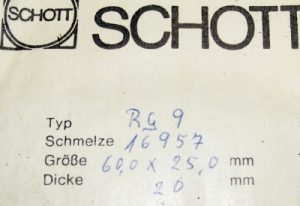 SCHOTT SCHOTT
Typ RG 9
Schmelze 16957
Größe 60,0 x 25,0 mm
Dicke 2,0 mm